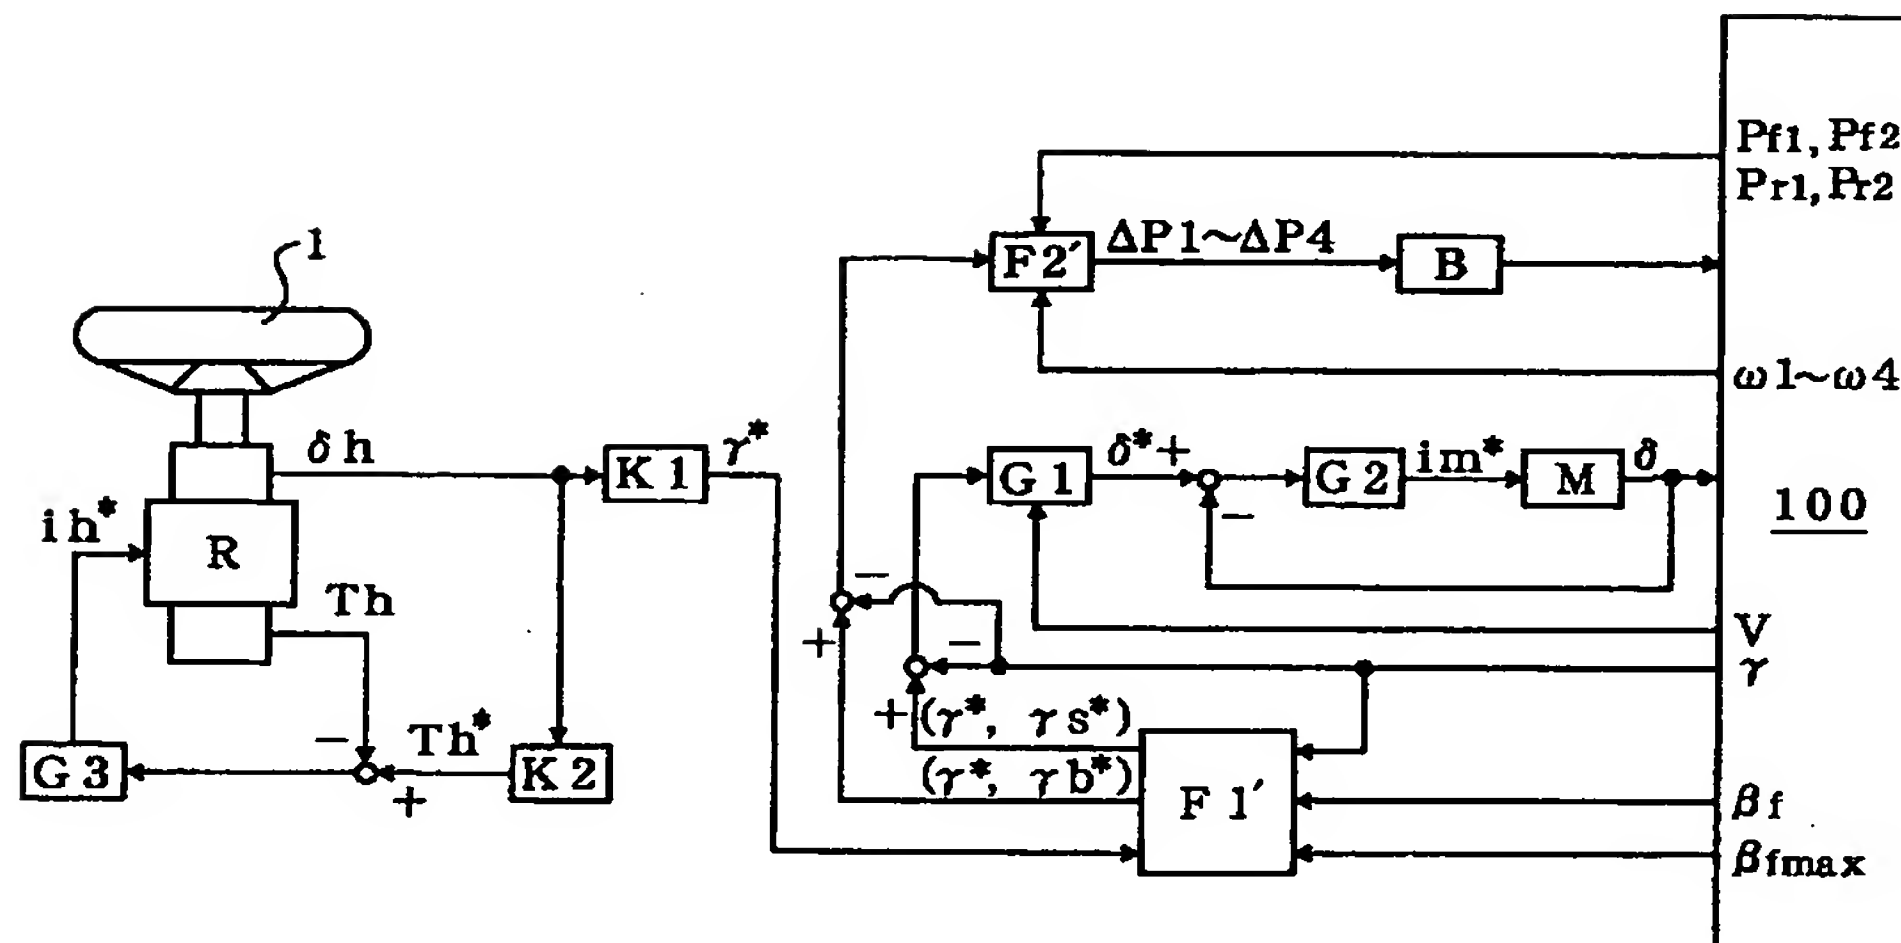 Pf1, Pf2
Pr1, Pr2
ΔP1~ΔP4
F2′
B
1
ω1~ω4
δh
K1
γ*
G1
δ*+
G2
im*
M
δ
100
ih*
R
−
Th
−
V
+
−
γ
+(γ*, γs*)
−
Th*
(γ*, γb*)
G3
K2
F1′
+
βf
βfmax